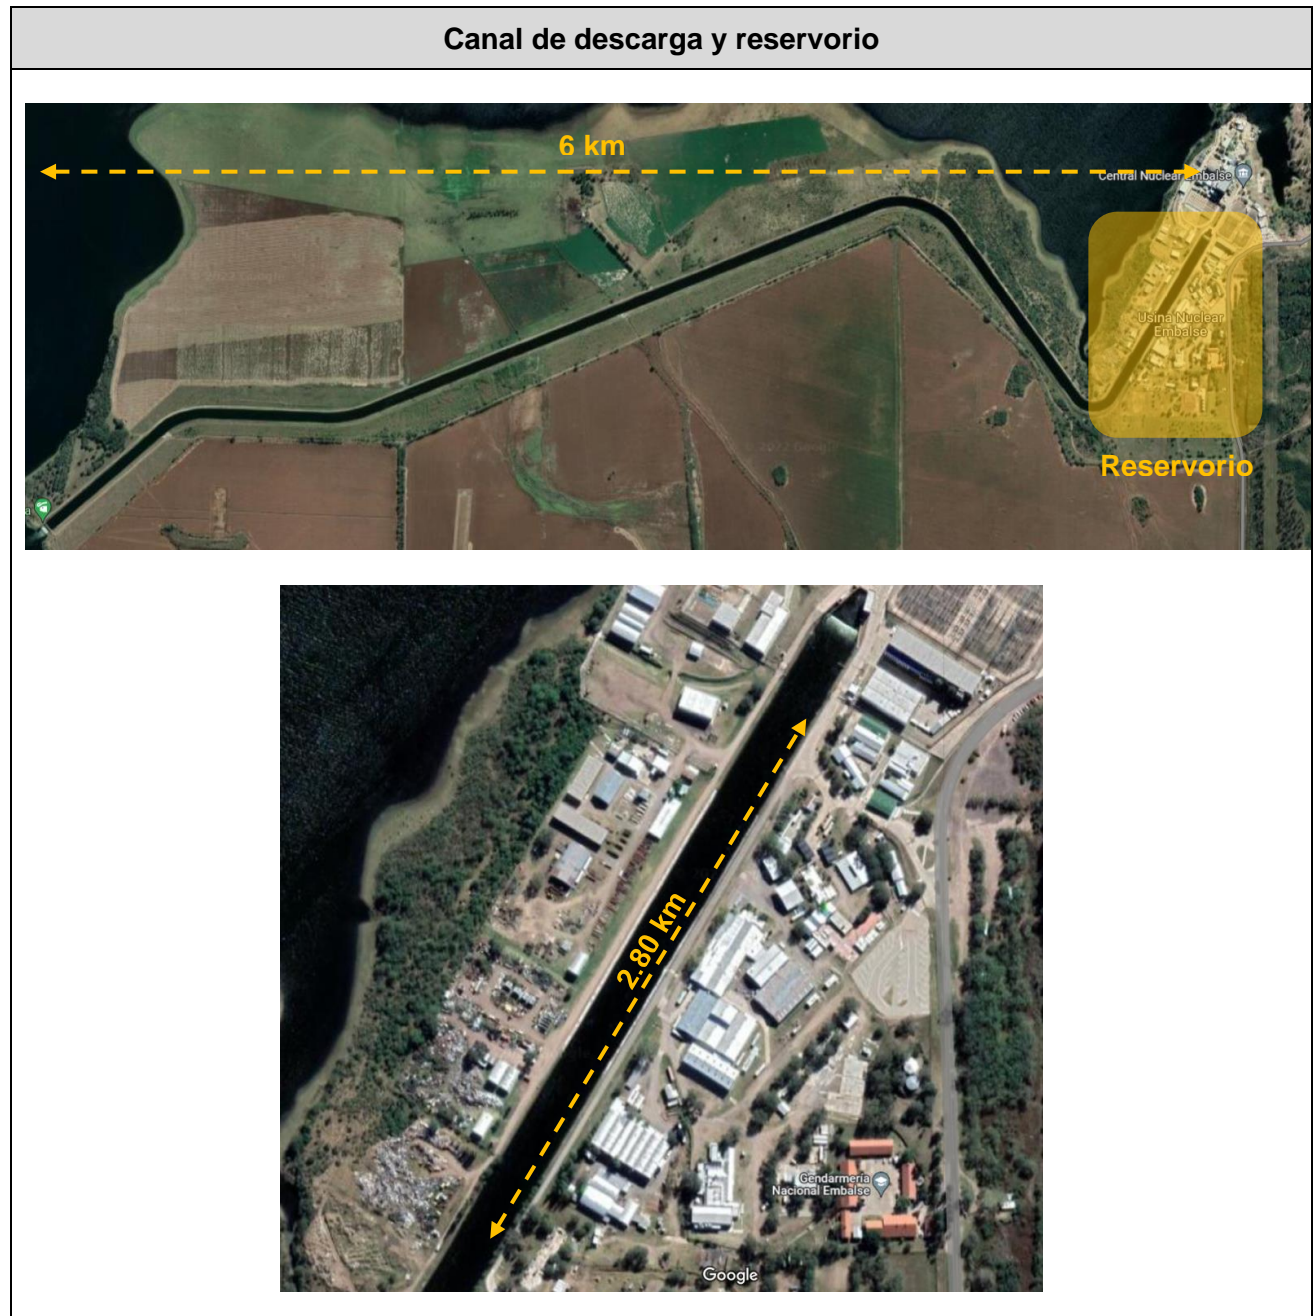 Canal de descarga y reservorio
6 km
Central Nuclear Embalse
Usina Nuclear
Embalse
Reservorio
a
2.80 km
Gendarmería
Nacional Embalse
Google